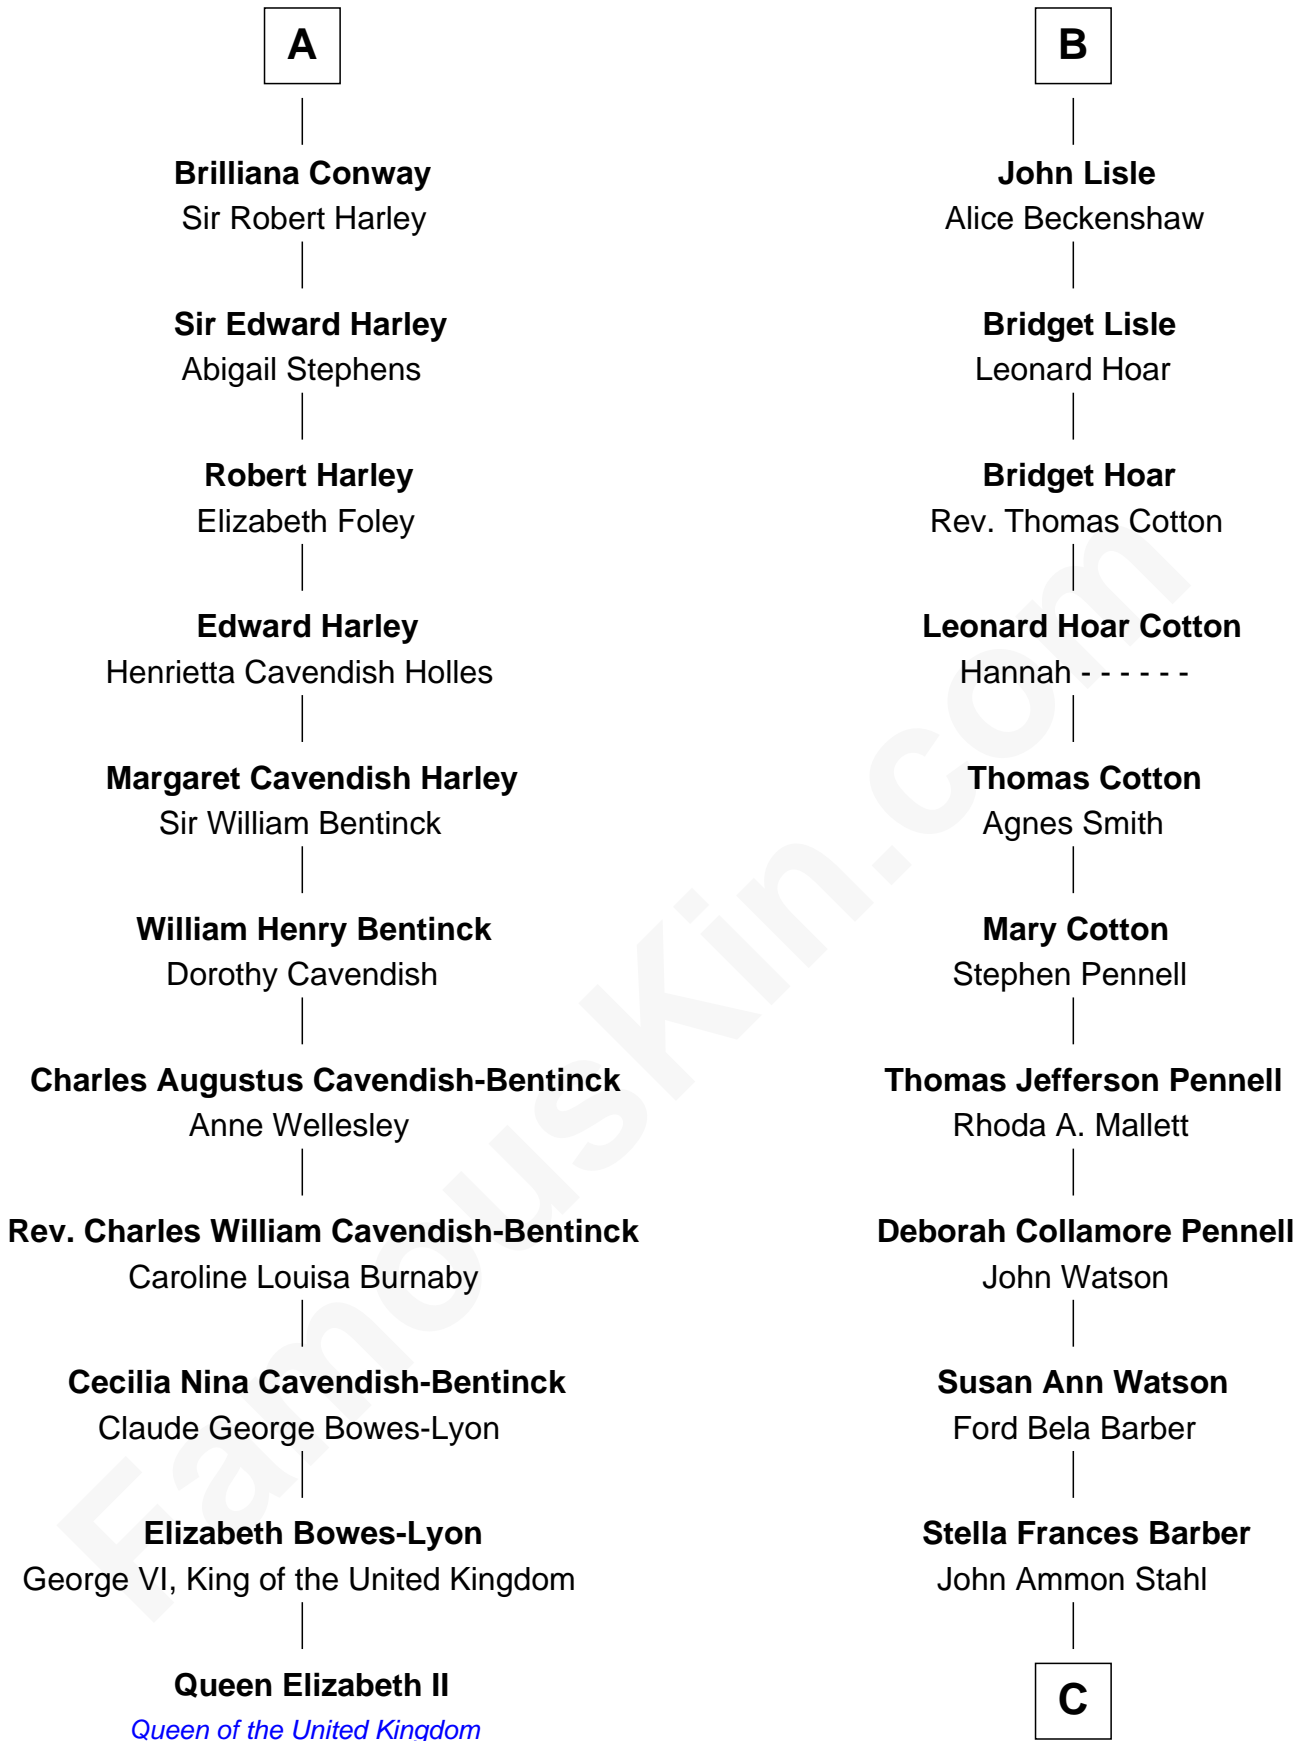 A
Brilliana Conway
Sir Robert Harley
Sir Edward Harley
Abigail Stephens
Robert Harley
Elizabeth Foley
Edward Harley
Henrietta Cavendish Holles
Margaret Cavendish Harley
Sir William Bentinck
William Henry Bentinck
Dorothy Cavendish
Charles Augustus Cavendish-Bentinck
Anne Wellesley
Rev. Charles William Cavendish-Bentinck
Caroline Louisa Burnaby
Cecilia Nina Cavendish-Bentinck
Claude George Bowes-Lyon
Elizabeth Bowes-Lyon
George VI, King of the United Kingdom
Queen Elizabeth II
Queen of the United Kingdom
B
John Lisle
Alice Beckenshaw
Bridget Lisle
Leonard Hoar
Bridget Hoar
Rev. Thomas Cotton
Leonard Hoar Cotton
Hannah - - - - - -
Thomas Cotton
Agnes Smith
Mary Cotton
Stephen Pennell
Thomas Jefferson Pennell
Rhoda A. Mallett
Deborah Collamore Pennell
John Watson
Susan Ann Watson
Ford Bela Barber
Stella Frances Barber
John Ammon Stahl
C
FamousKin.com